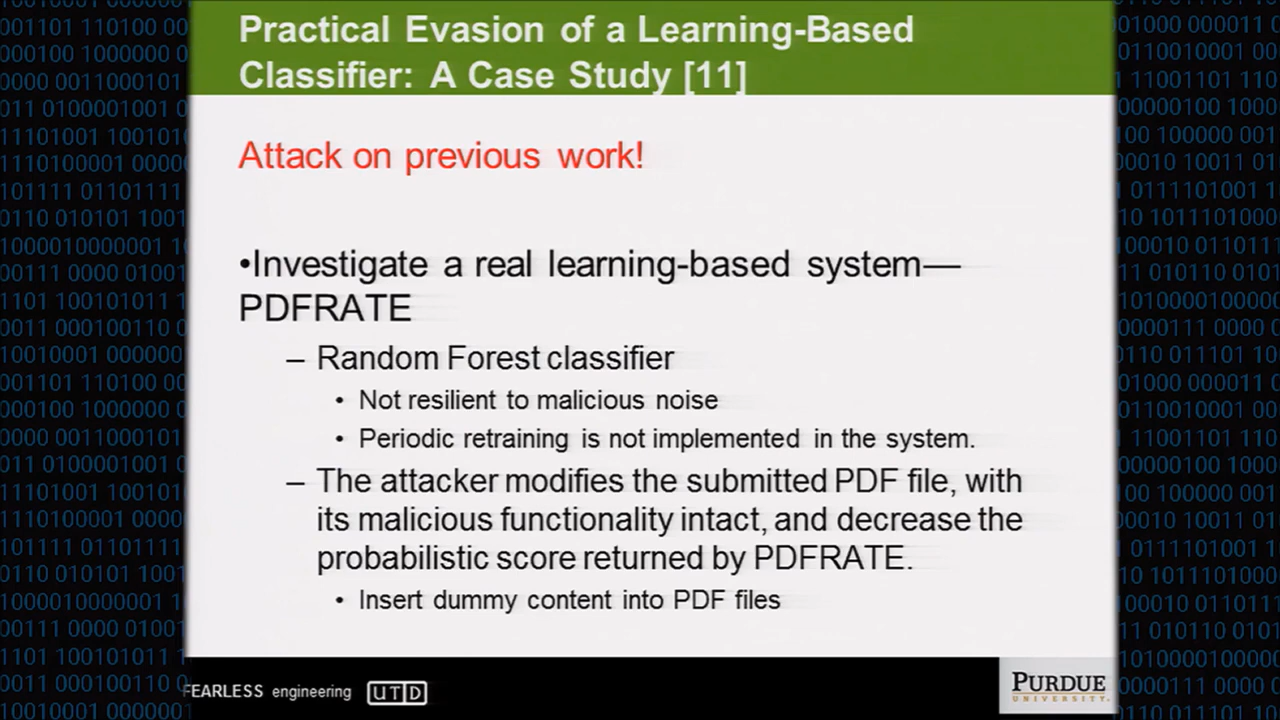 Practical Evasion of a Learning-Based
Classifier: A Case Study [11]
Attack on previous work!
•Investigate a real learning-based system—
PDFRATE
– Random Forest classifier
• Not resilient to malicious noise
• Periodic retraining is not implemented in the system.
– The attacker modifies the submitted PDF file, with
its malicious functionality intact, and decrease the
probabilistic score returned by PDFRATE.
• Insert dummy content into PDF files
FEARLESS engineering UTD
PURDUE
UNIVERSITY